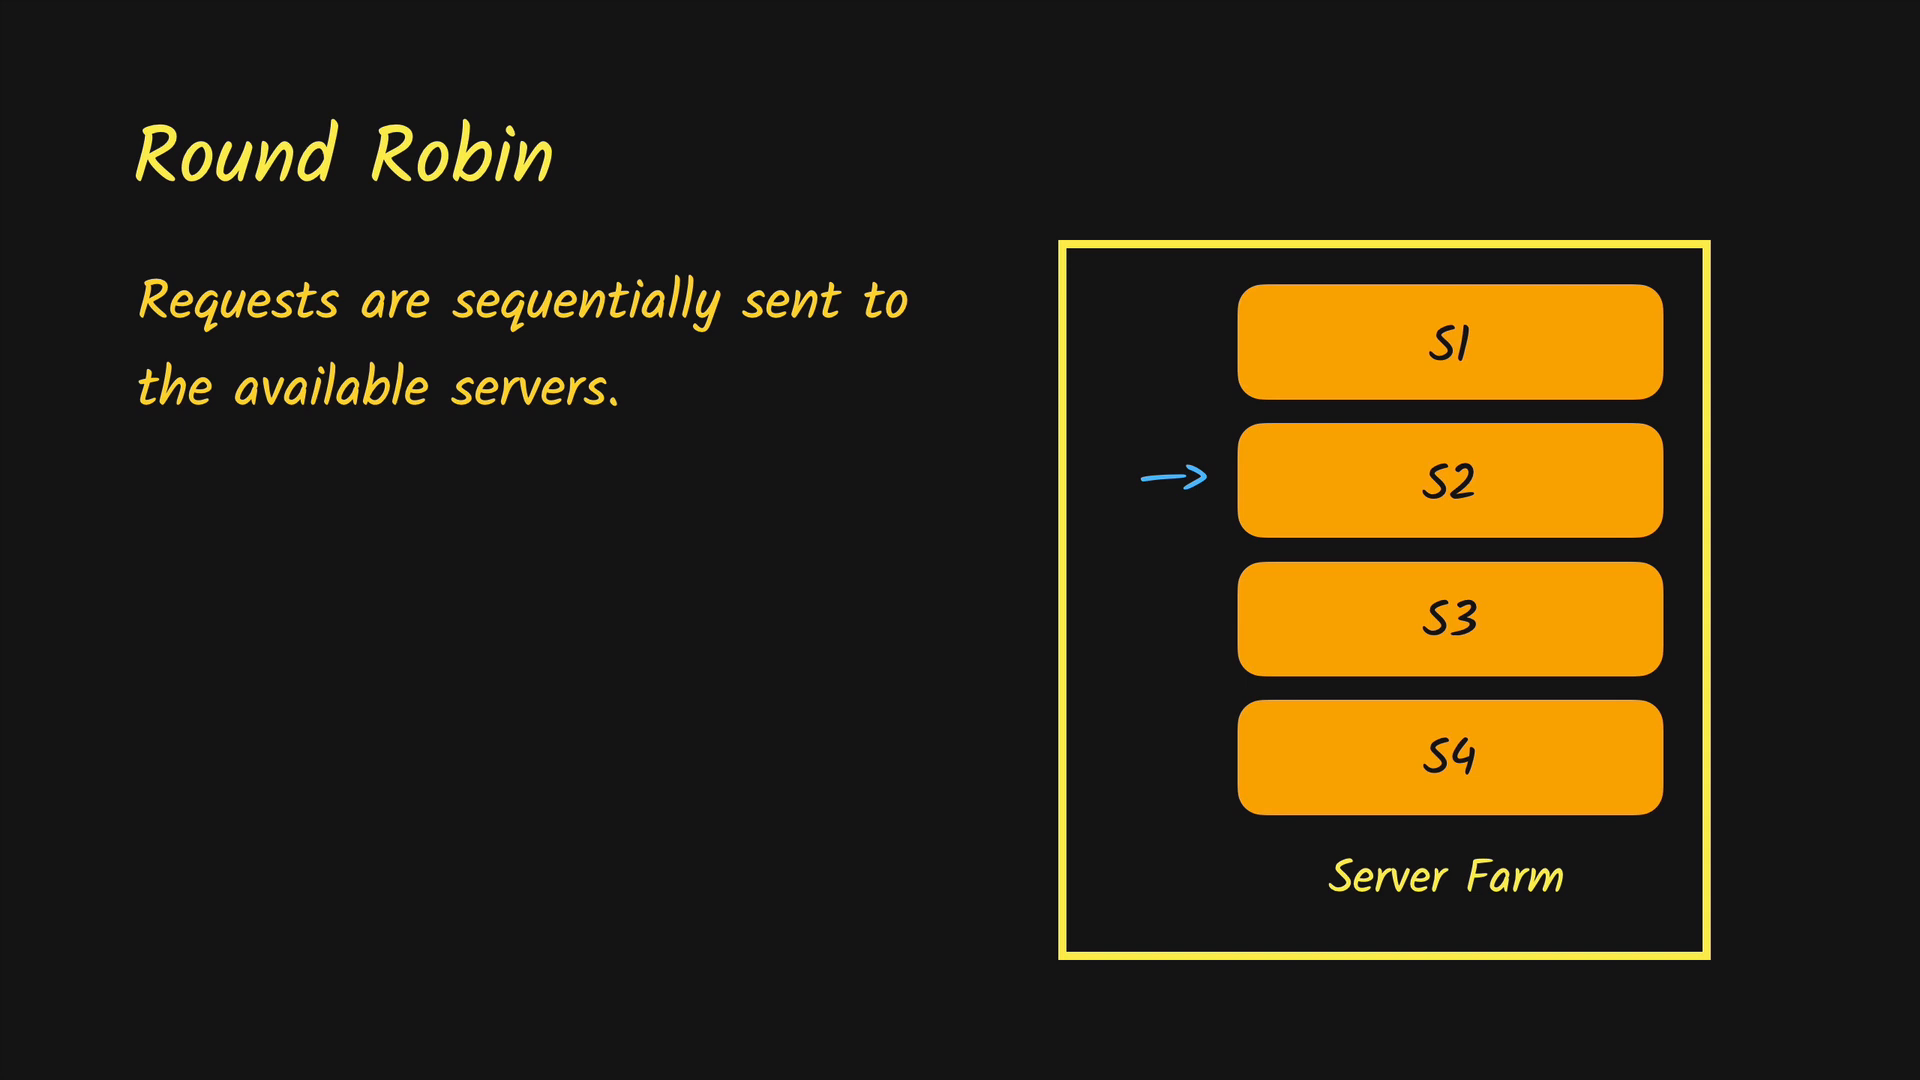 Round Robin
Requests are sequentially sent to
the available servers.
S1
S2
S3
S4
Server Farm